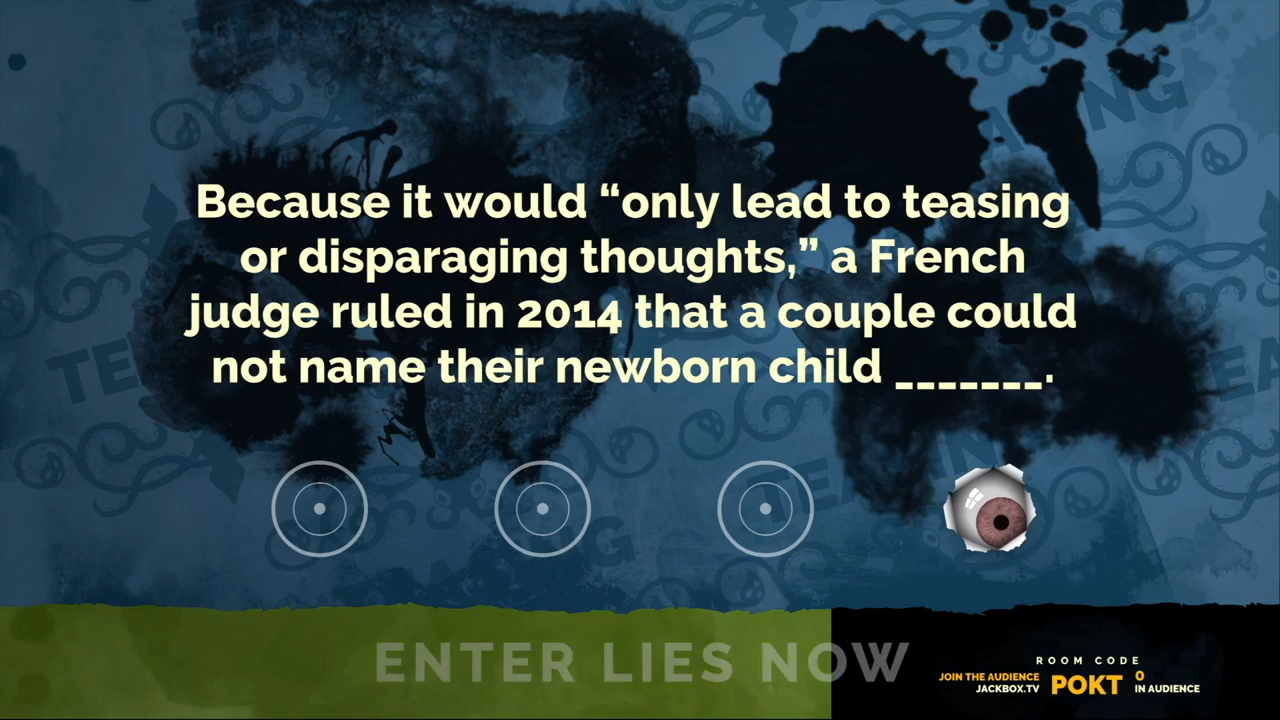 Because it would “only lead to teasing
or disparaging thoughts,” a French
judge ruled in 2014 that a couple could
not name their newborn child _______.
ENTER LIES NOW
ROOM CODE
JOIN THE AUDIENCE
JACKBOX.TV
POKT
0
IN AUDIENCE
TEASING